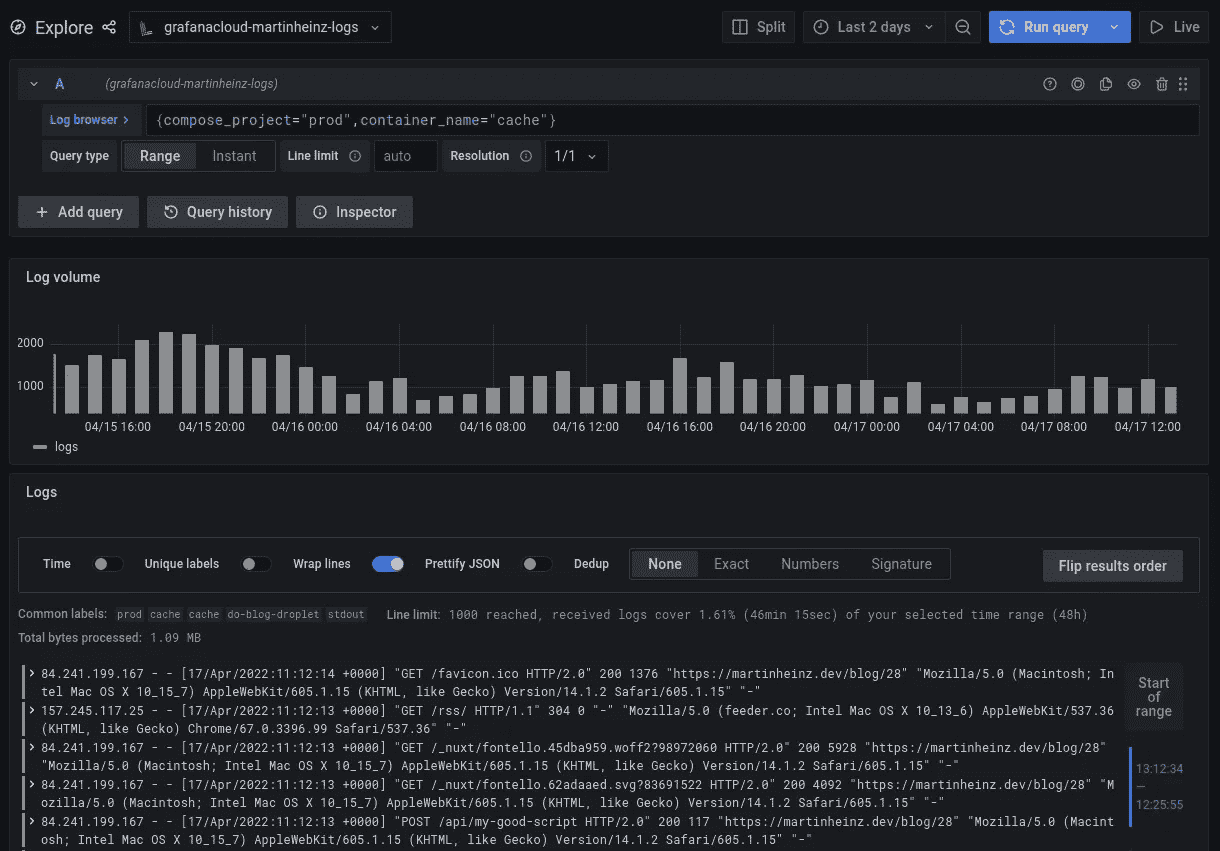 Explore grafanacloud-martinheinz-logs Split Last 2 days Run query Live
A (grafanacloud-martinheinz-logs)
Log browser > {compose_project="prod",container_name="cache"}
Query type Range Instant Line limit auto Resolution 1/1
+ Add query Query history Inspector
Log volume
2000
1000
04/15 16:00 04/15 20:00 04/16 00:00 04/16 04:00 04/16 08:00 04/16 12:00 04/16 16:00 04/16 20:00 04/17 00:00 04/17 04:00 04/17 08:00 04/17 12:00
logs
Logs
Time Unique labels Wrap lines Prettify JSON Dedup None Exact Numbers Signature Flip results order
Common labels: prod cache cache do-blog-droplet stdout Line limit: 1000 reached, received logs cover 1.61% (46min 15sec) of your selected time range (48h)
Total bytes processed: 1.09 MB
> 84.241.199.167 - - [17/Apr/2022:11:12:14 +0000] "GET /favicon.ico HTTP/2.0" 200 1376 "https://martinheinz.dev/blog/28" "Mozilla/5.0 (Macintosh; In
tel Mac OS X 10_15_7) AppleWebKit/605.1.15 (KHTML, like Gecko) Version/14.1.2 Safari/605.1.15" "-"
> 157.245.117.25 - - [17/Apr/2022:11:12:13 +0000] "GET /rss/ HTTP/1.1" 304 0 "-" "Mozilla/5.0 (feeder.co; Intel Mac OS X 10_13_6) AppleWebKit/537.36
(KHTML, like Gecko) Chrome/67.0.3396.99 Safari/537.36" "-"
> 84.241.199.167 - - [17/Apr/2022:11:12:13 +0000] "GET /_nuxt/fontello.45dba959.woff2?98972060 HTTP/2.0" 200 5928 "https://martinheinz.dev/blog/28"
"Mozilla/5.0 (Macintosh; Intel Mac OS X 10_15_7) AppleWebKit/605.1.15 (KHTML, like Gecko) Version/14.1.2 Safari/605.1.15" "-"
> 84.241.199.167 - - [17/Apr/2022:11:12:13 +0000] "GET /_nuxt/fontello.62adaaed.svg?83691522 HTTP/2.0" 200 4092 "https://martinheinz.dev/blog/28" "M
ozilla/5.0 (Macintosh; Intel Mac OS X 10_15_7) AppleWebKit/605.1.15 (KHTML, like Gecko) Version/14.1.2 Safari/605.1.15" "-"
> 84.241.199.167 - - [17/Apr/2022:11:12:13 +0000] "POST /api/my-good-script HTTP/2.0" 200 117 "https://martinheinz.dev/blog/28" "Mozilla/5.0 (Macint
osh; Intel Mac OS X 10_15_7) AppleWebKit/605.1.15 (KHTML, like Gecko) Version/14.1.2 Safari/605.1.15" "-"
Start
of
range
13:12:34
—
12:25:55